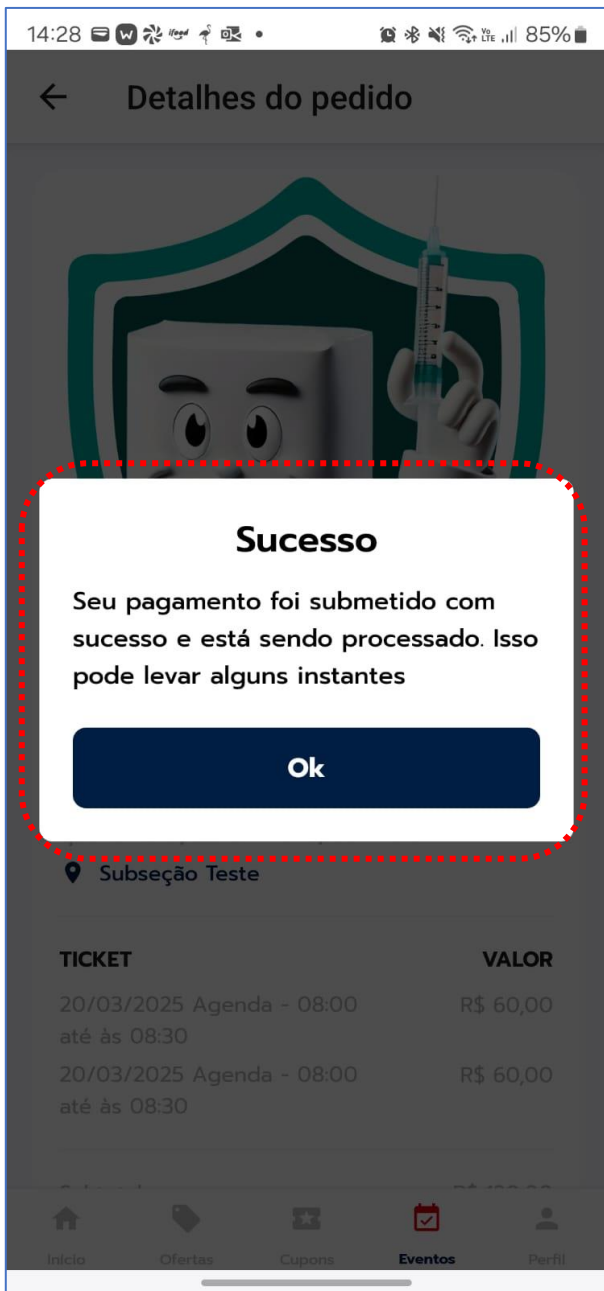 14:28
85%
Detalhes do pedido
Sucesso
Seu pagamento foi submetido com
sucesso e está sendo processado. Isso
pode levar alguns instantes
Ok
Subseção Teste
TICKET VALOR
20/03/2025 Agenda - 08:00 R$ 60,00
até às 08:30
20/03/2025 Agenda - 08:00 R$ 60,00
até às 08:30
Início Ofertas Cupons Eventos Perfil